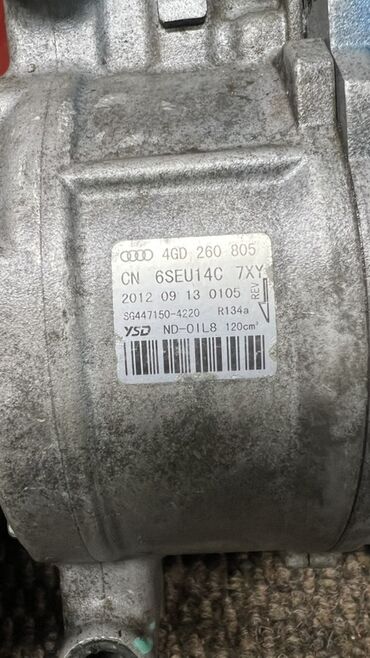 4GD 260 805
CN 6SEU14C 7XY
2012 09 13 0105
REV
SG447150-4220 R134a
YSD ND-OIL8 120cm³